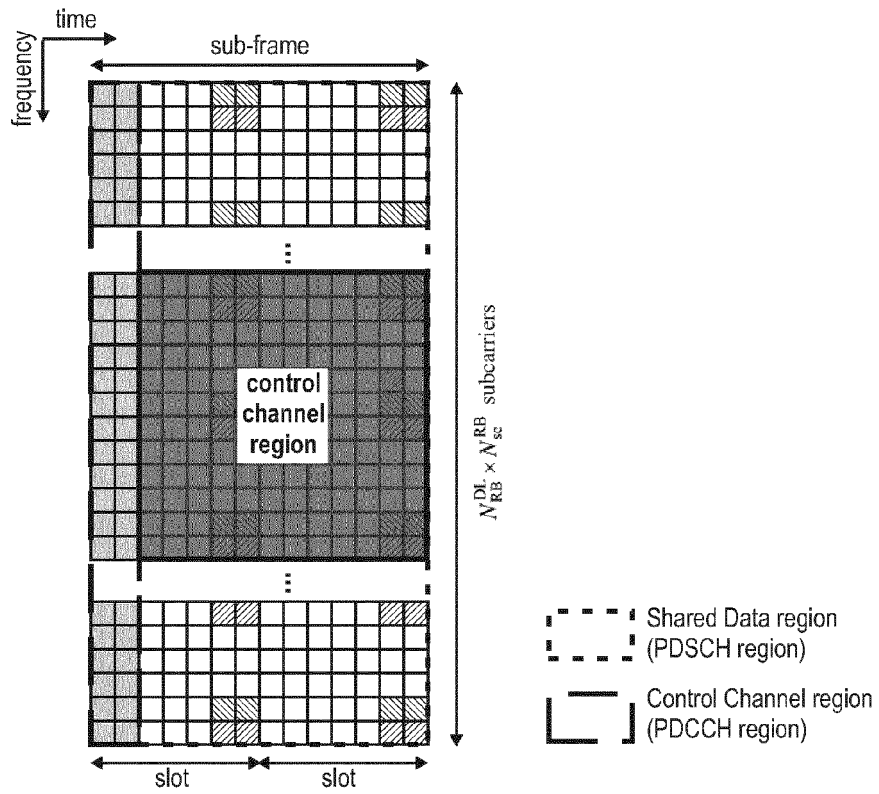 time
sub-frame
frequency
...
control
channel
region
N_RB^DL × N_sc^RB subcarriers
...
Shared Data region
(PDSCH region)
Control Channel region
(PDCCH region)
slot
slot